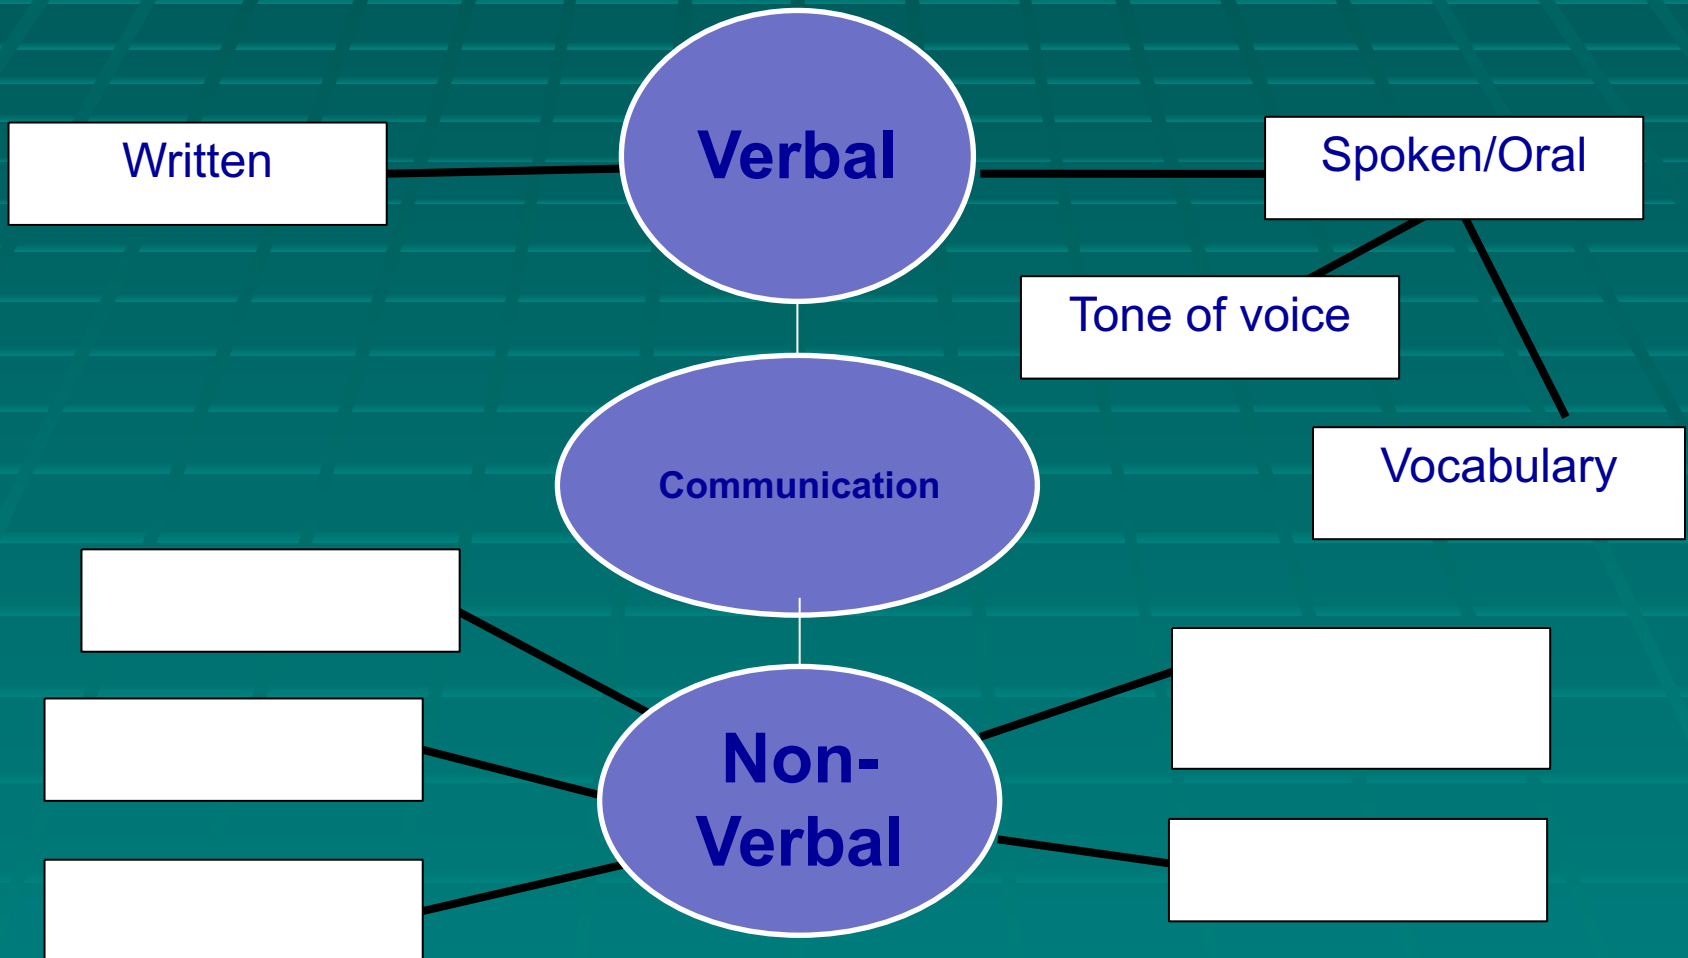 Verbal
Written
Spoken/Oral
Tone of voice
Vocabulary
Communication
Non-
Verbal